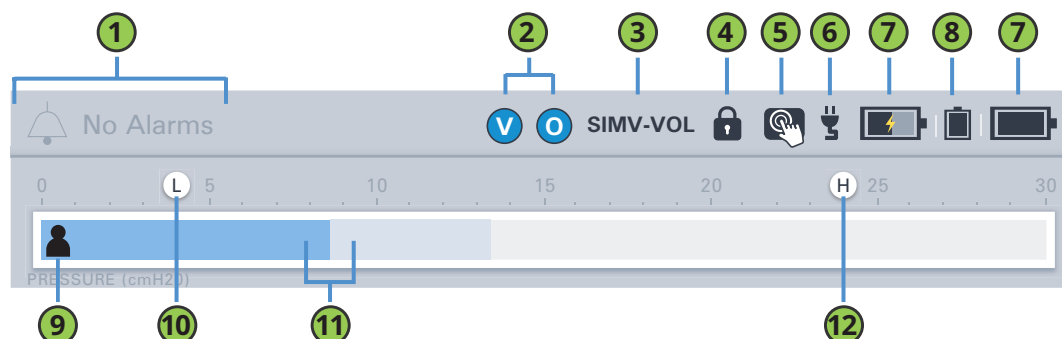 1 2 3 4 5 6 7 8 7
No Alarms V O SIMV-VOL
0 L 5 10 15 20 H 25 30
PRESSURE (cmH20)
9 10 11 12